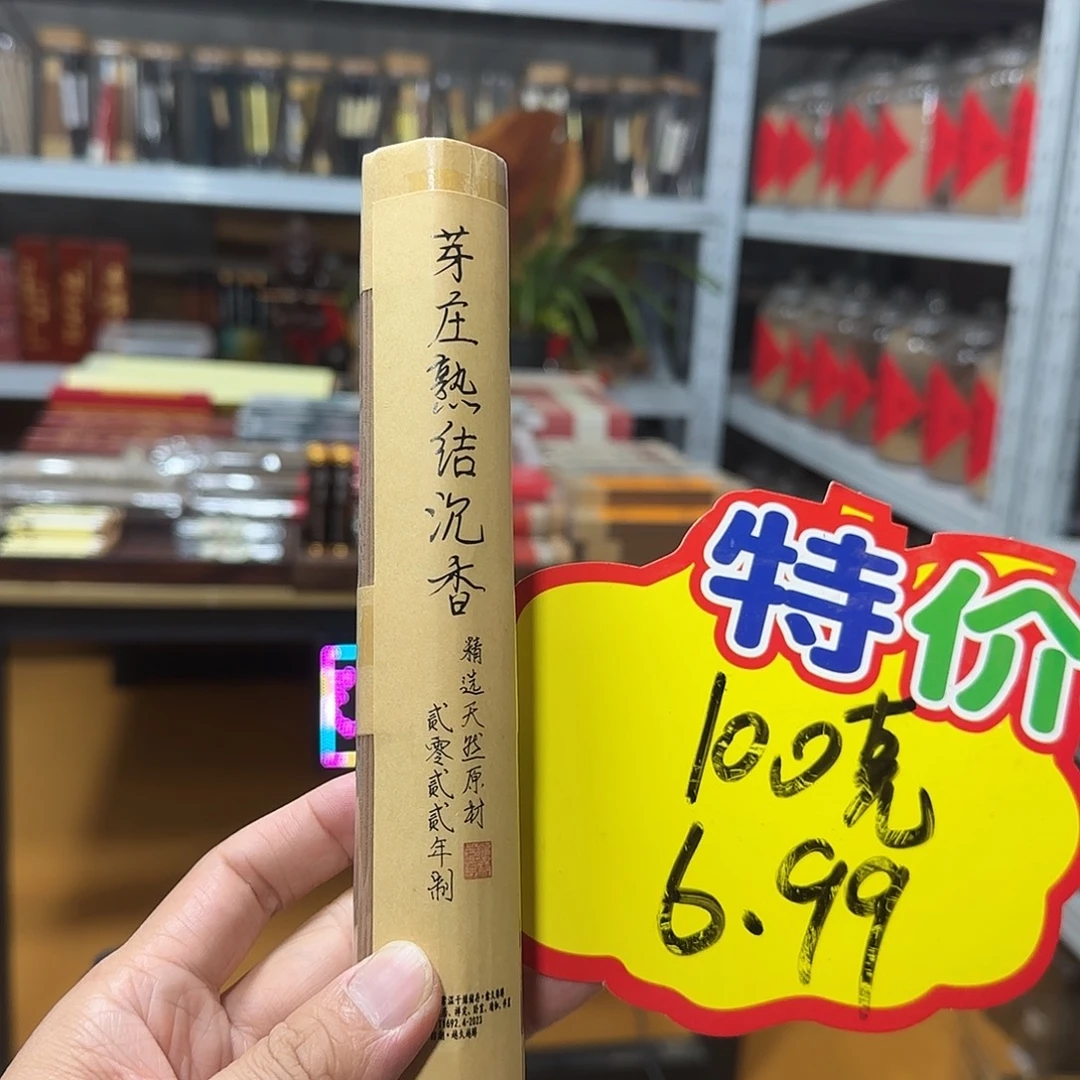 芽庄熟结沉香
精选天然原材
贰零贰贰年制
特价
100克
6.99